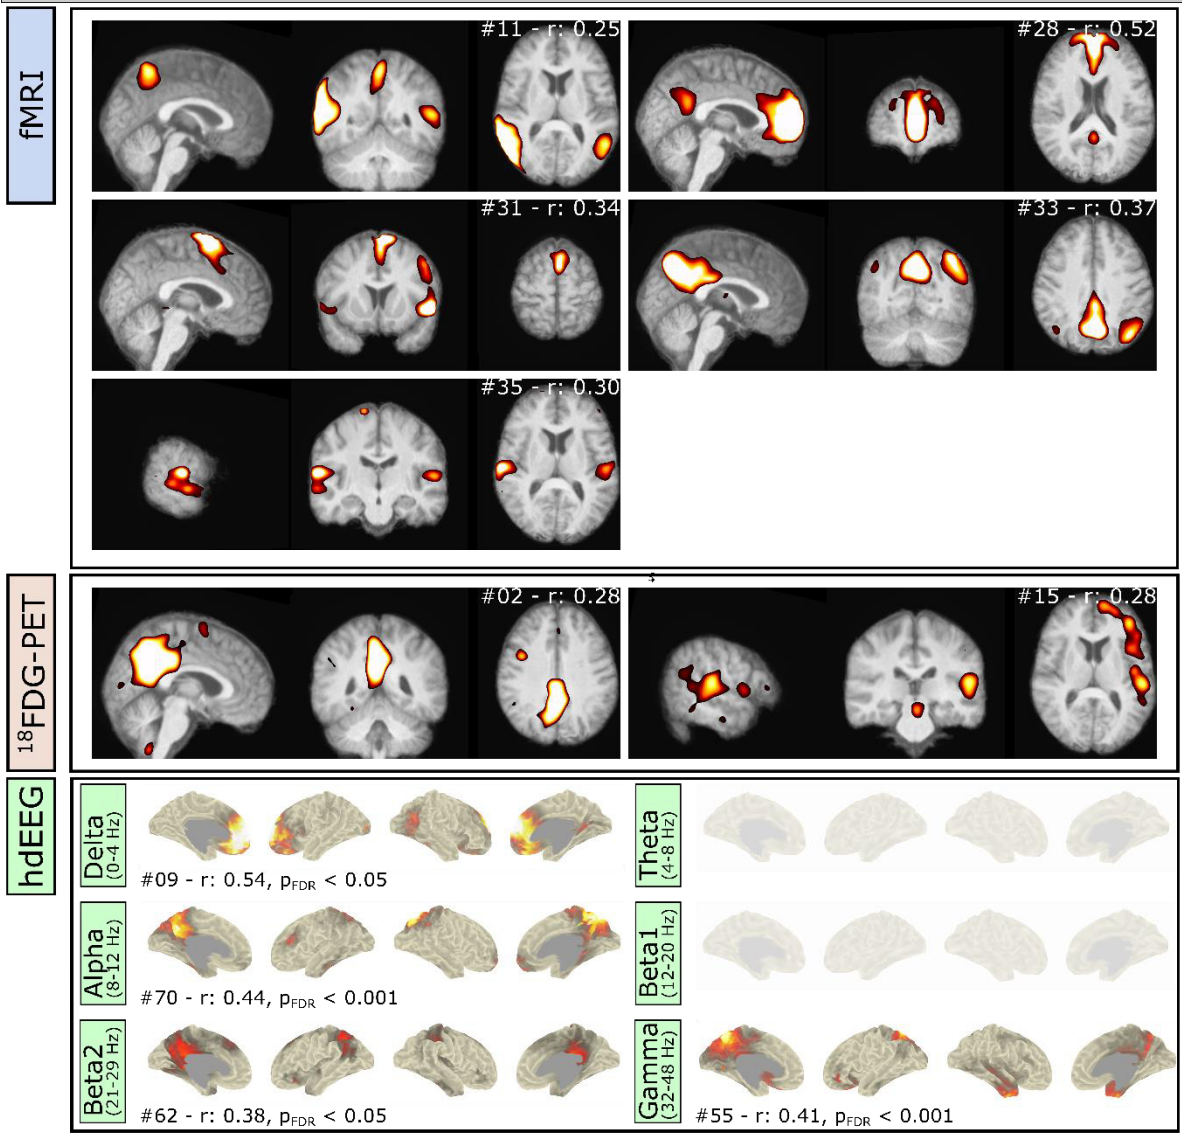 fMRI
#11 - r: 0.25
#28 - r: 0.52
#31 - r: 0.34
#33 - r: 0.37
#35 - r: 0.30
18FDG-PET
#02 - r: 0.28
#15 - r: 0.28
hdEEG
Delta
(0-4 Hz)
#09 - r: 0.54, pFDR < 0.05
Theta
(4-8 Hz)
Alpha
(8-12 Hz)
#70 - r: 0.44, pFDR < 0.001
Beta1
(12-20 Hz)
Beta2
(21-29 Hz)
#62 - r: 0.38, pFDR < 0.05
Gamma
(32-48 Hz)
#55 - r: 0.41, pFDR < 0.001